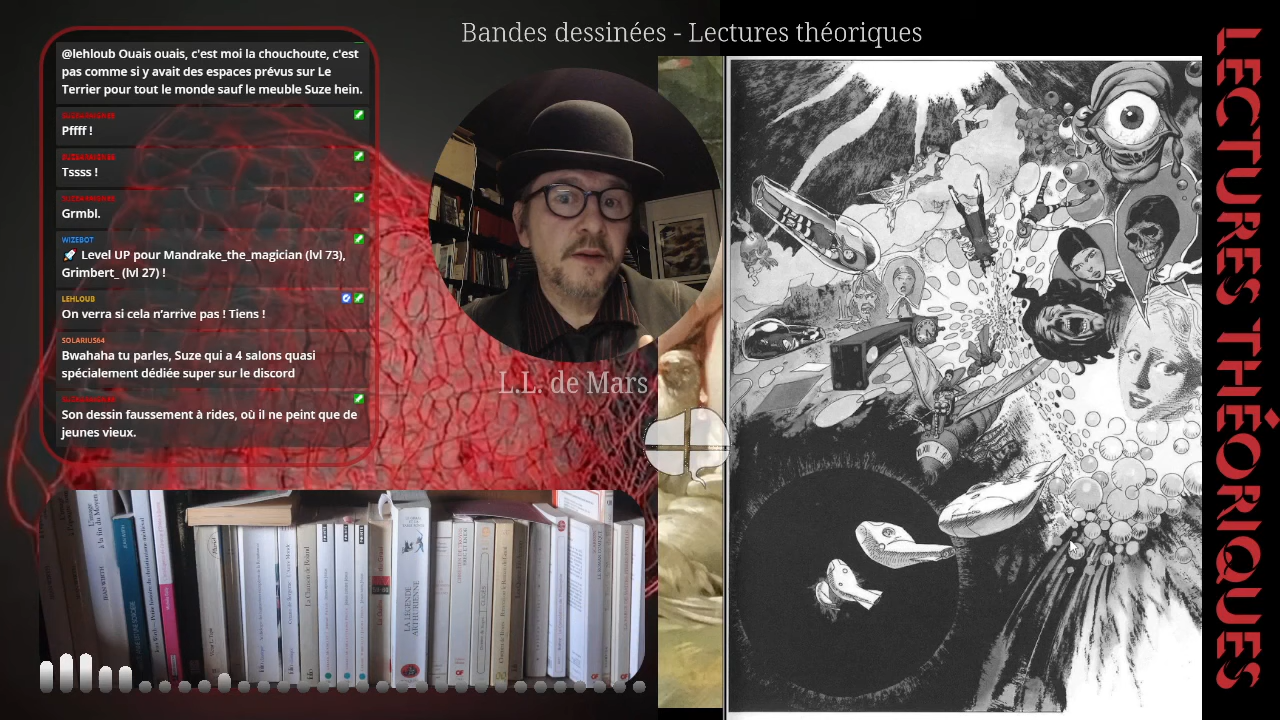 Bandes dessinées - Lectures théoriques
@lehloub Ouais ouais, c'est moi la chouchoute, c'est
pas comme si y avait des espaces prévus sur Le
Terrier pour tout le monde sauf le meuble Suze hein.
Pffff !
Tssss !
Grmbl.
WIZEBOT
🚀 Level UP pour Mandrake_the_magician (lvl 73),
Grimbert_ (lvl 27) !
LEHLOUB
On verra si cela n’arrive pas ! Tiens !
SOLARIUS64
Bwahaha tu parles, Suze qui a 4 salons quasi
spécialement dédiée super sur le discord
Son dessin faussement à rides, où il ne peint que de
jeunes vieux.
L.L. de Mars
LA LÉGENDE
ARTHURIENNE
LECTURES THÉORIQUES